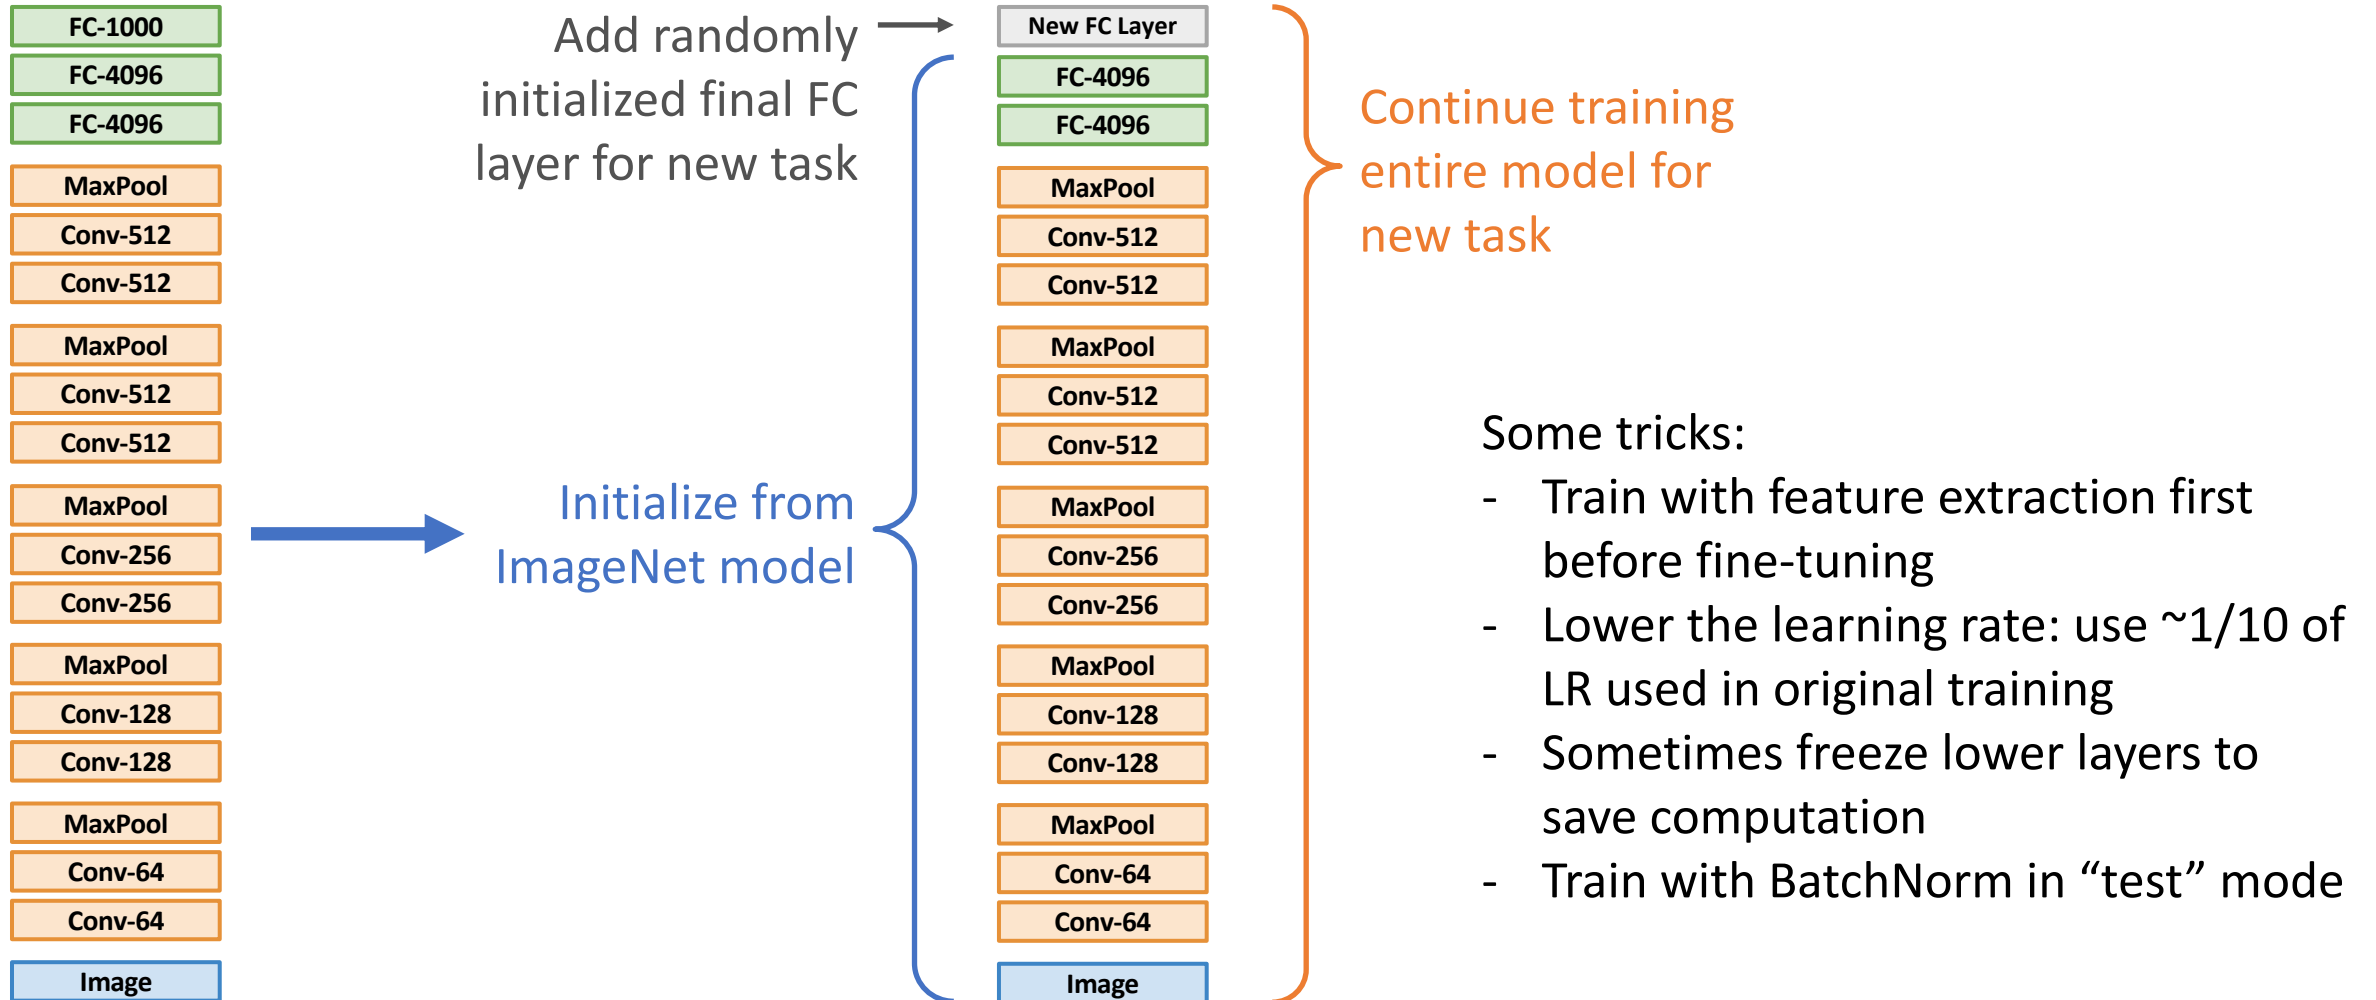 FC-1000
FC-4096
FC-4096
MaxPool
Conv-512
Conv-512
MaxPool
Conv-512
Conv-512
MaxPool
Conv-256
Conv-256
MaxPool
Conv-128
Conv-128
MaxPool
Conv-64
Conv-64
Image
Add randomly
initialized final FC
layer for new task
Initialize from
ImageNet model
New FC Layer
FC-4096
FC-4096
MaxPool
Conv-512
Conv-512
MaxPool
Conv-512
Conv-512
MaxPool
Conv-256
Conv-256
MaxPool
Conv-128
Conv-128
MaxPool
Conv-64
Conv-64
Image
Continue training
entire model for
new task
Some tricks:
- Train with feature extraction first
before fine-tuning
- Lower the learning rate: use ~1/10 of
LR used in original training
- Sometimes freeze lower layers to
save computation
- Train with BatchNorm in “test” mode